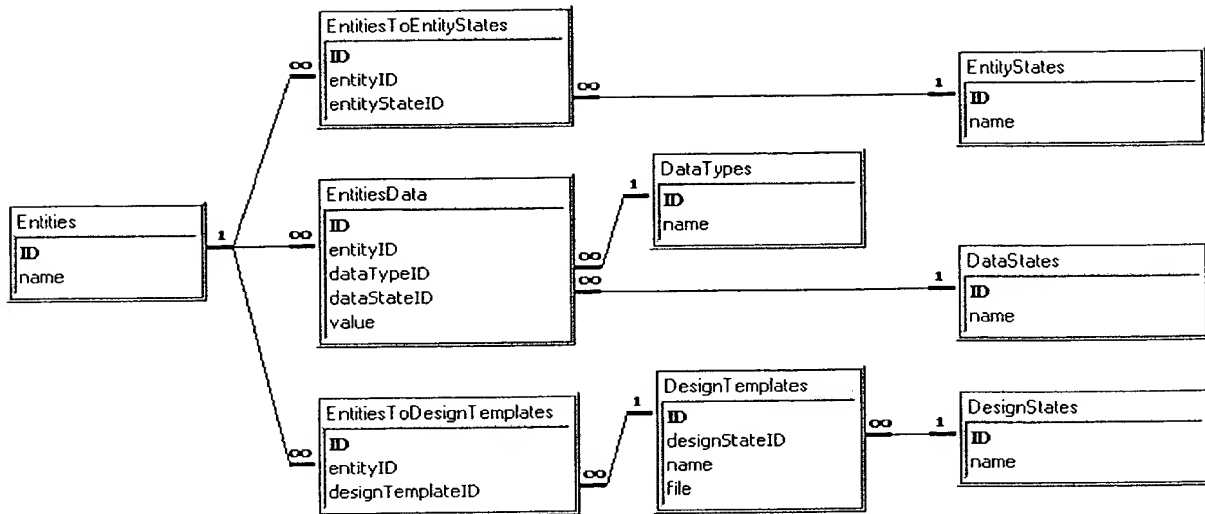 EntitiesToEntityStates
ID
entityID
entityStateID
∞
∞
1
EntityStates
ID
name
Entities
ID
name
1
∞
EntitiesData
ID
entityID
dataTypeID
dataStateID
value
∞
∞
1
DataTypes
ID
name
1
DataStates
ID
name
∞
EntitiesToDesignTemplates
ID
entityID
designTemplateID
∞
1
DesignTemplates
ID
designStateID
name
file
∞
1
DesignStates
ID
name